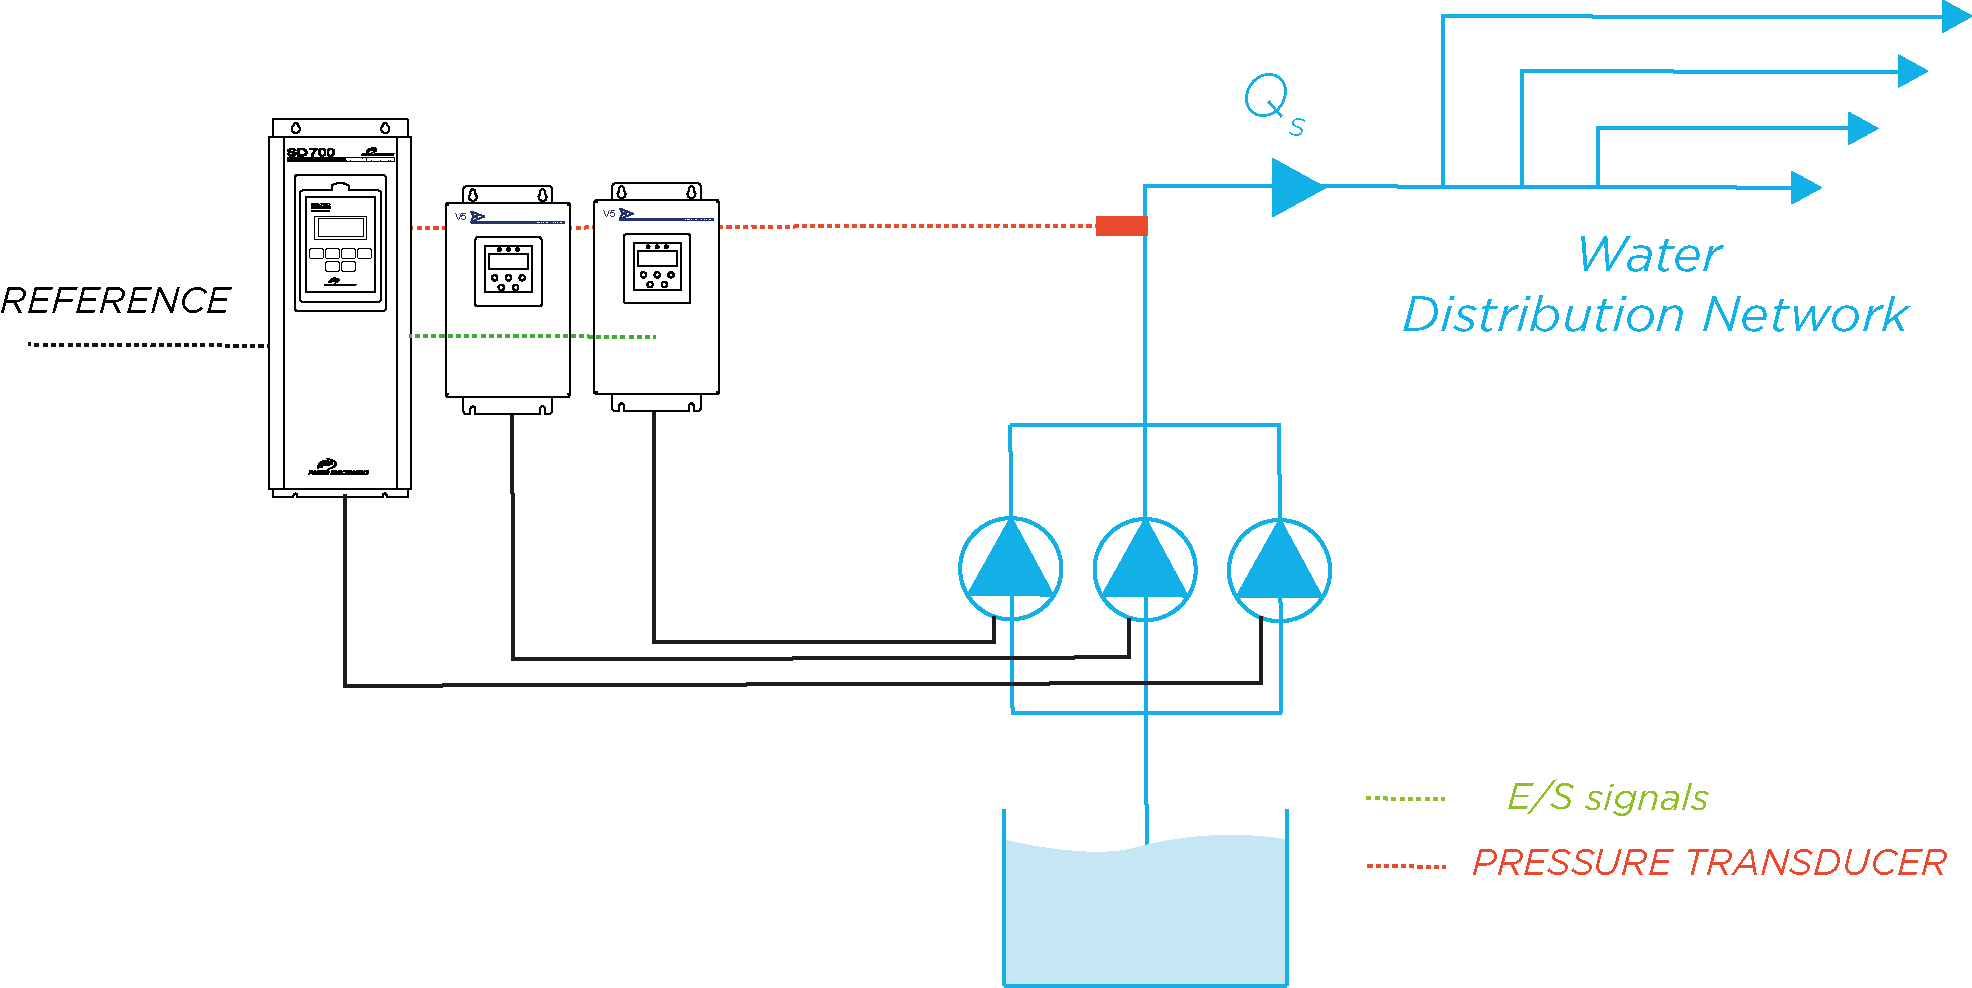 Q
s
SD700
V5
V5
REFERENCE
Water
Distribution Network
E/S signals
PRESSURE TRANSDUCER